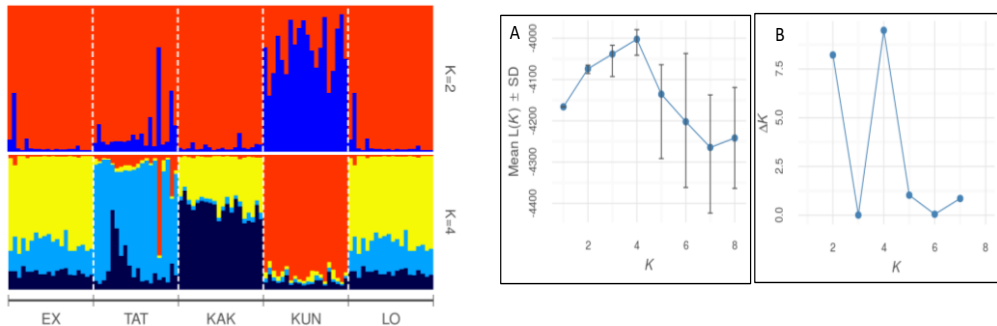 K=2
K=4
EX TAT KAK KUN LO
A
Mean L(K) ± SD
-4000
-4100
-4200
-4300
-4400
2 4 6 8
K
B
ΔK
7.5
5.0
2.5
0.0
2 4 6 8
K